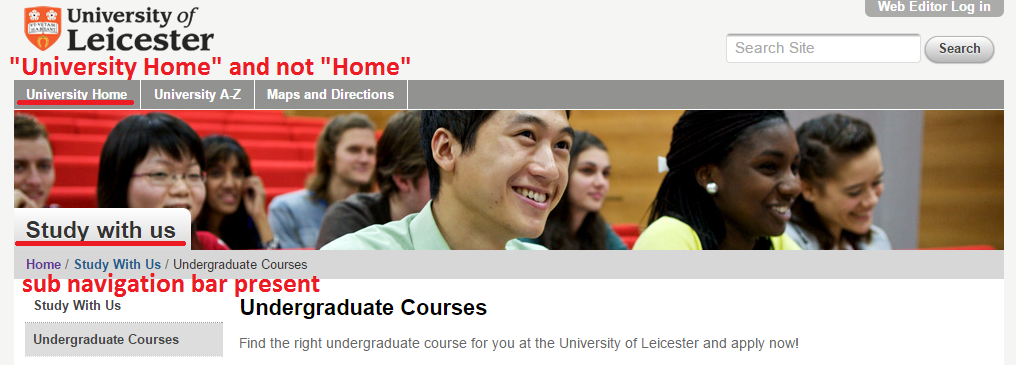 Web Editor Log in
University of
Leicester
Search Site
Search
"University Home" and not "Home"
University Home University A-Z Maps and Directions
Study with us
Home / Study With Us / Undergraduate Courses
sub navigation bar present
Study With Us
Undergraduate Courses
Undergraduate Courses
Find the right undergraduate course for you at the University of Leicester and apply now!